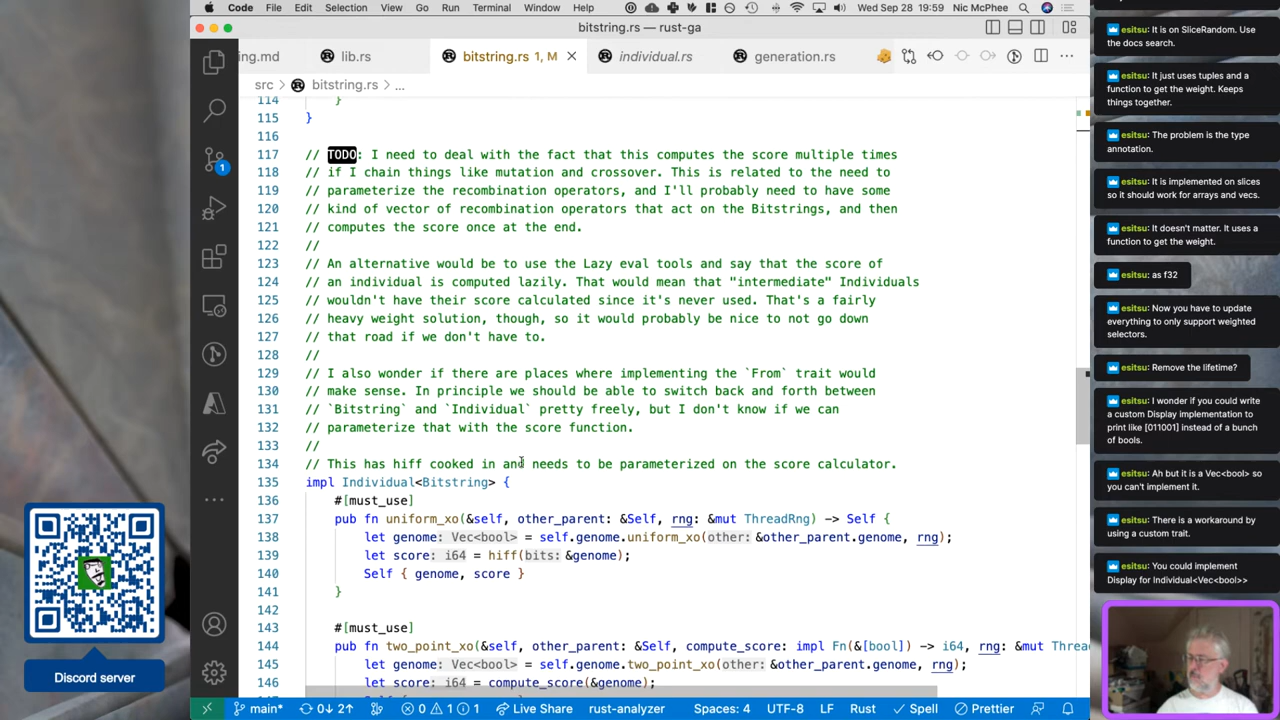 Code File Edit Selection View Go Run Terminal Window Help Wed Sep 28 19:59 Nic McPhee
bitstring.rs — rust-ga
ing.md lib.rs bitstring.rs 1, M individual.rs generation.rs
src > bitstring.rs > ...
114 }
115 }
116
117 // TODO: I need to deal with the fact that this computes the score multiple times
118 // if I chain things like mutation and crossover. This is related to the need to
119 // parameterize the recombination operators, and I'll probably need to have some
120 // kind of vector of recombination operators that act on the Bitstrings, and then
121 // computes the score once at the end.
122 //
123 // An alternative would be to use the Lazy eval tools and say that the score of
124 // an individual is computed lazily. That would mean that "intermediate" Individuals
125 // wouldn't have their score calculated since it's never used. That's a fairly
126 // heavy weight solution, though, so it would probably be nice to not go down
127 // that road if we don't have to.
128 //
129 // I also wonder if there are places where implementing the `From` trait would
130 // make sense. In principle we should be able to switch back and forth between
131 // `Bitstring` and `Individual` pretty freely, but I don't know if we can
132 // parameterize that with the score function.
133 //
134 // This has hiff cooked in and needs to be parameterized on the score calculator.
135 impl Individual<Bitstring> {
136 #[must_use]
137 pub fn uniform_xo(&self, other_parent: &Self, rng: &mut ThreadRng) -> Self {
138 let genome: Vec<bool> = self.genome.uniform_xo(other: &other_parent.genome, rng);
139 let score: i64 = hiff(bits: &genome);
140 Self { genome, score }
141 }
142
143 #[must_use]
144 pub fn two_point_xo(&self, other_parent: &Self, compute_score: impl Fn(&[bool]) -> i64, rng: &mut Threa
145 let genome: Vec<bool> = self.genome.two_point_xo(other: &other_parent.genome, rng);
146 let score: i64 = compute_score(&genome);
1
main* 0↓ 2↑ 0 1 1 Live Share rust-analyzer Spaces: 4 UTF-8 LF Rust Spell Prettier
Discord server
esitsu: It is on SliceRandom. Use
the docs search.
esitsu: It just uses tuples and a
function to get the weight. Keeps
things together.
esitsu: The problem is the type
annotation.
esitsu: It is implemented on slices
so it should work for arrays and vecs.
esitsu: It doesn't matter. It uses a
function to get the weight.
esitsu: as f32
esitsu: Now you have to update
everything to only support weighted
selectors.
esitsu: Remove the lifetime?
esitsu: I wonder if you could write
a custom Display implementation to
print like [011001] instead of a bunch
of bools.
esitsu: Ah but it is a Vec<bool> so
you can't implement it.
esitsu: There is a workaround by
using a custom trait.
esitsu: You could implement
Display for Individual<Vec<bool>>